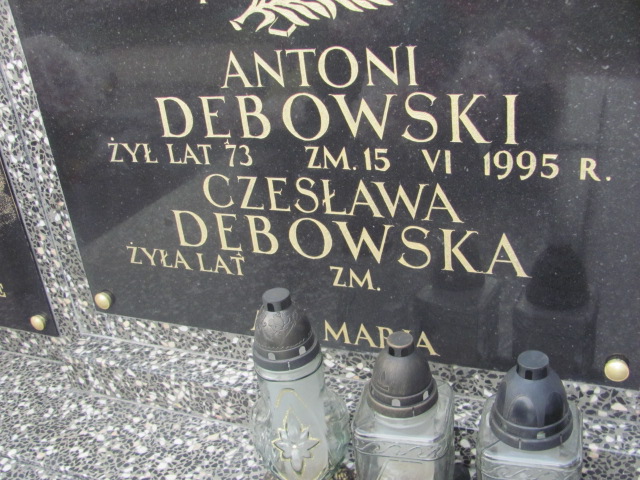 ANTONI
DĘBOWSKI
ŻYŁ LAT 73 ZM. 15 VI 1995 R.
CZESŁAWA
DĘBOWSKA
ŻYŁA LAT ZM.
MARIA